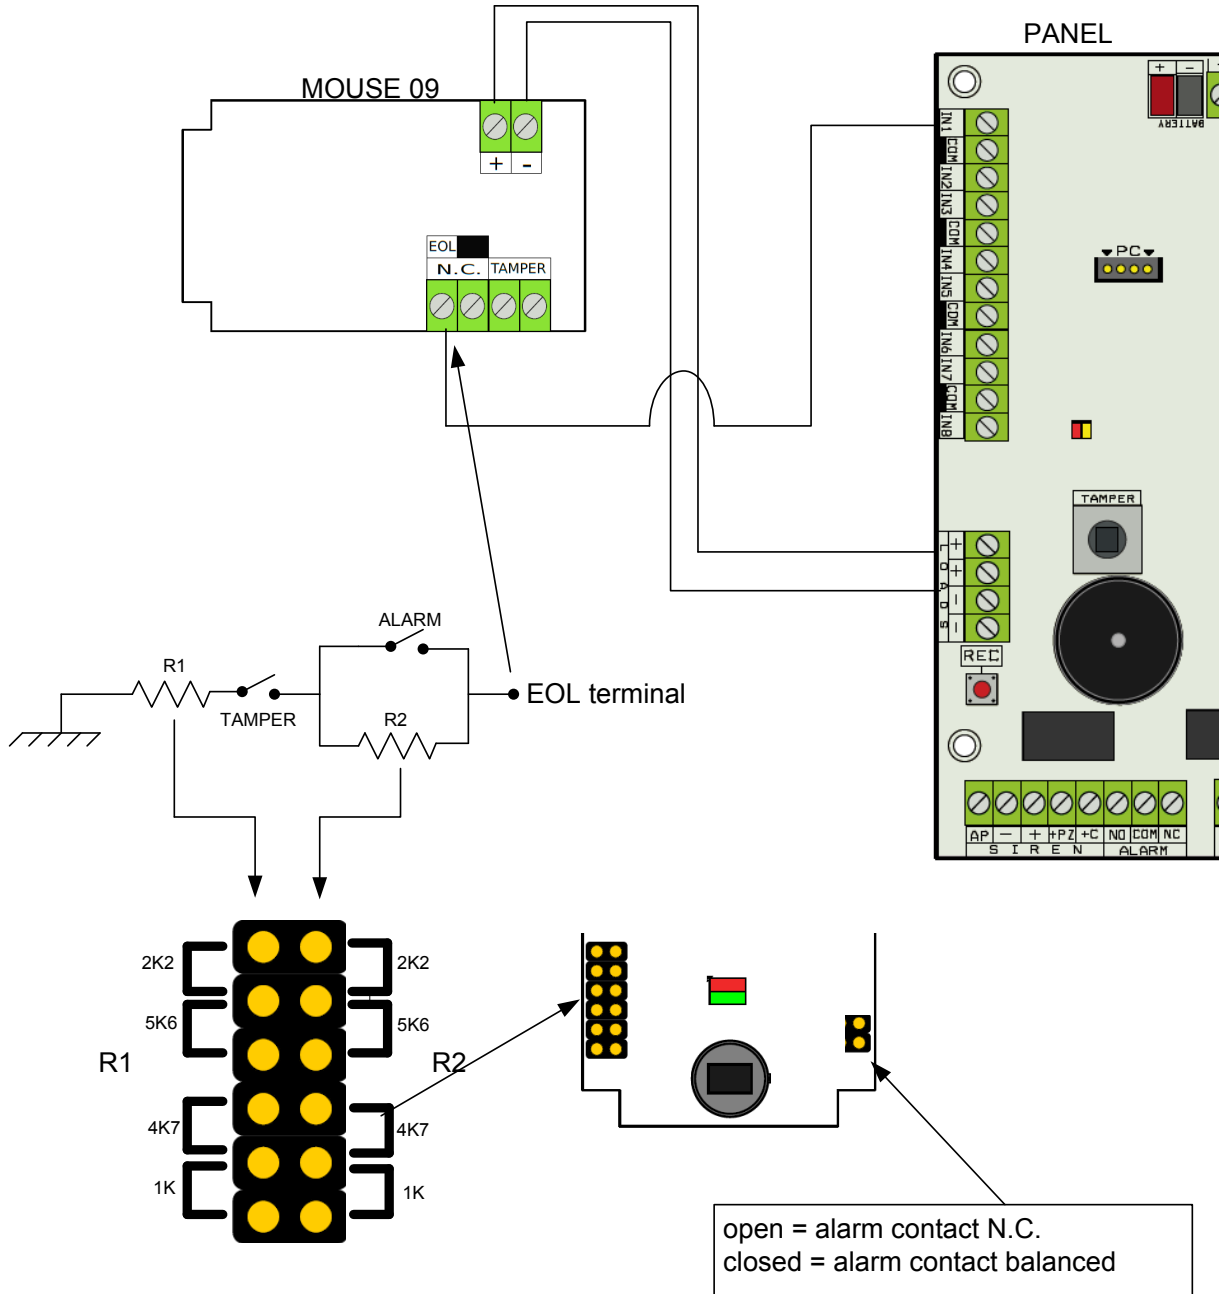 PANEL
MOUSE 09
+ -
EOL
N.C. TAMPER
+ -
BATTERY
IN1
COM
IN2
IN3
COM
IN4
IN5
COM
IN6
IN7
COM
IN8
PC
TAMPER
LOADS
+
+
-
-
REC
AP - + +PZ +C NO COM NC
SIREN ALARM
ALARM
R1
TAMPER
R2
EOL terminal
2K2 2K2
5K6 5K6
R1 R2
4K7 4K7
1K 1K
open = alarm contact N.C.
closed = alarm contact balanced